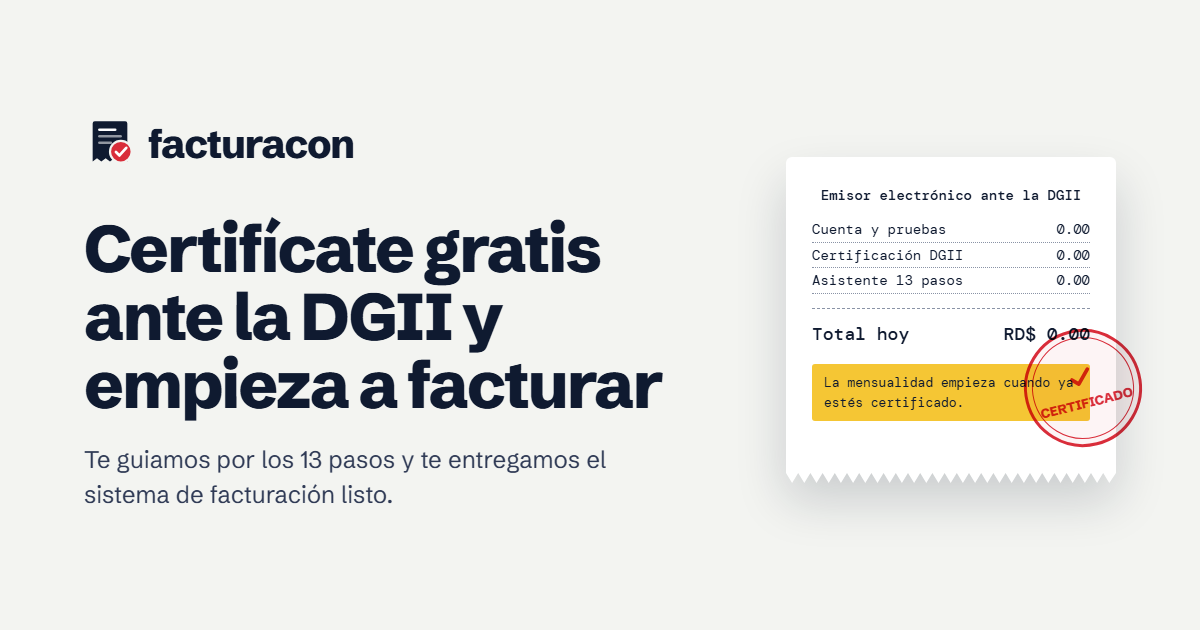 facturacon
Certifícate gratis
ante la DGII y
empieza a facturar
Te guiamos por los 13 pasos y te entregamos el
sistema de facturación listo.
Emisor electrónico ante la DGII
Cuenta y pruebas 0.00
Certificación DGII 0.00
Asistente 13 pasos 0.00
Total hoy RD$ 0.00
La mensualidad empieza cuando ya
estés certificado.
CERTIFICADO